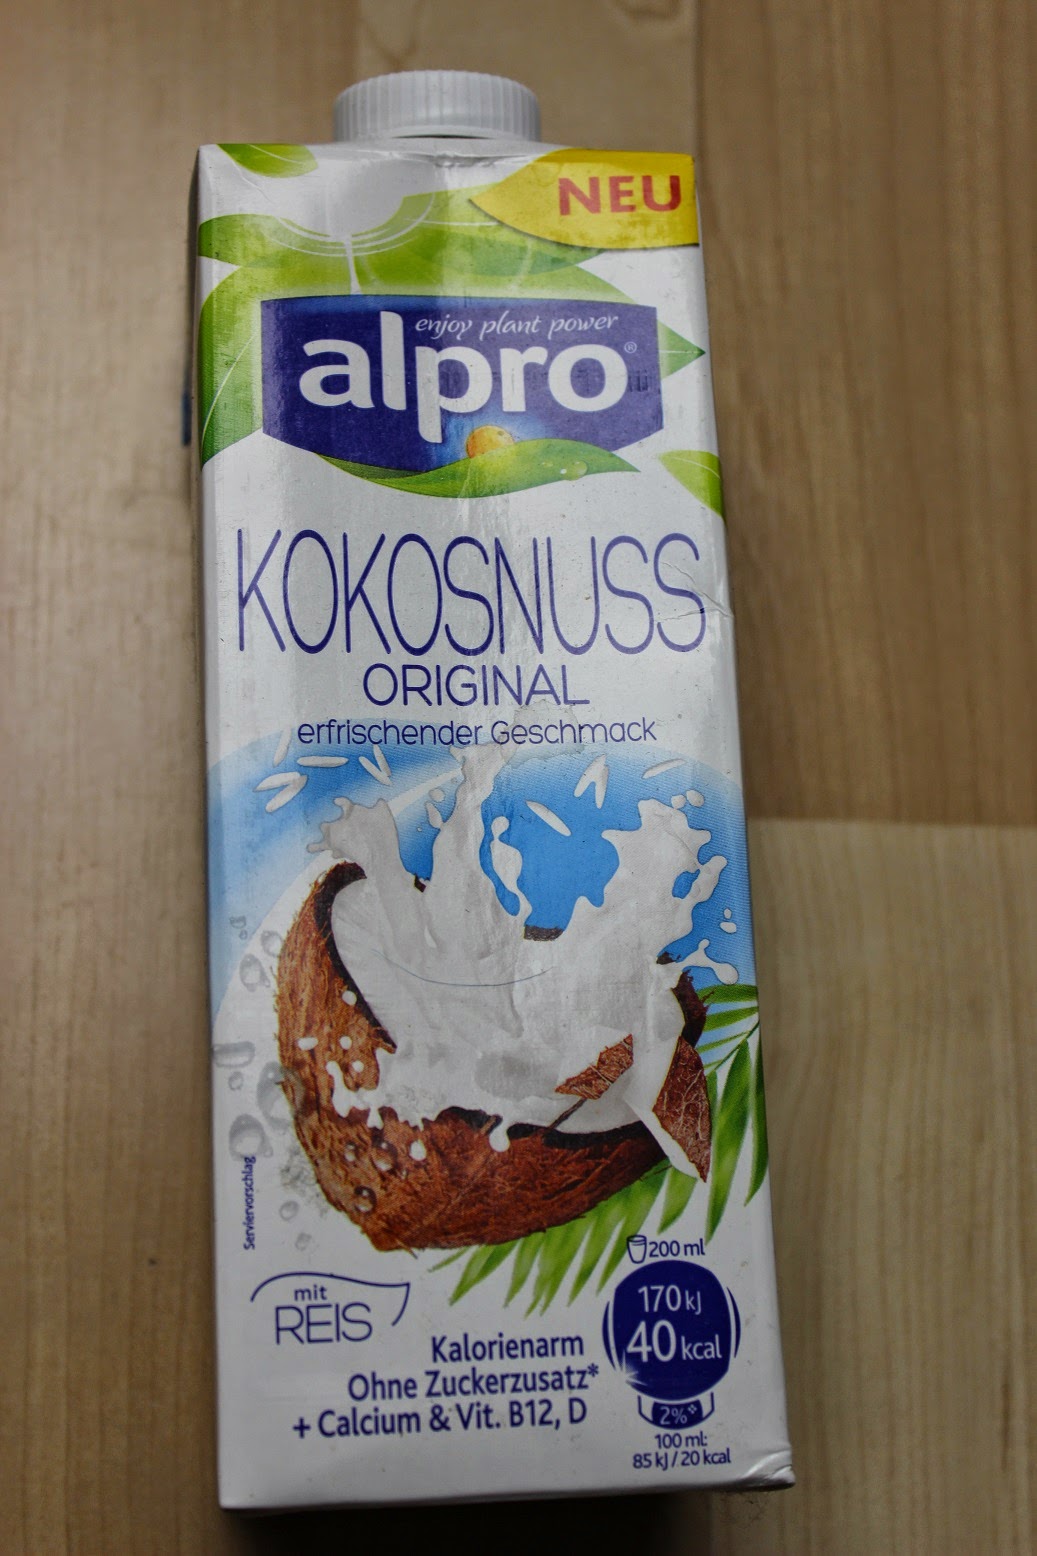 NEU
enjoy plant power
alpro®
KOKOSNUSS
ORIGINAL
erfrischender Geschmack
Serviervorschlag
mit
REIS
Kalorienarm
Ohne Zuckerzusatz*
+ Calcium & Vit. B12, D
200 ml
170 kJ
40 kcal
2%*
100 ml:
85 kJ / 20 kcal